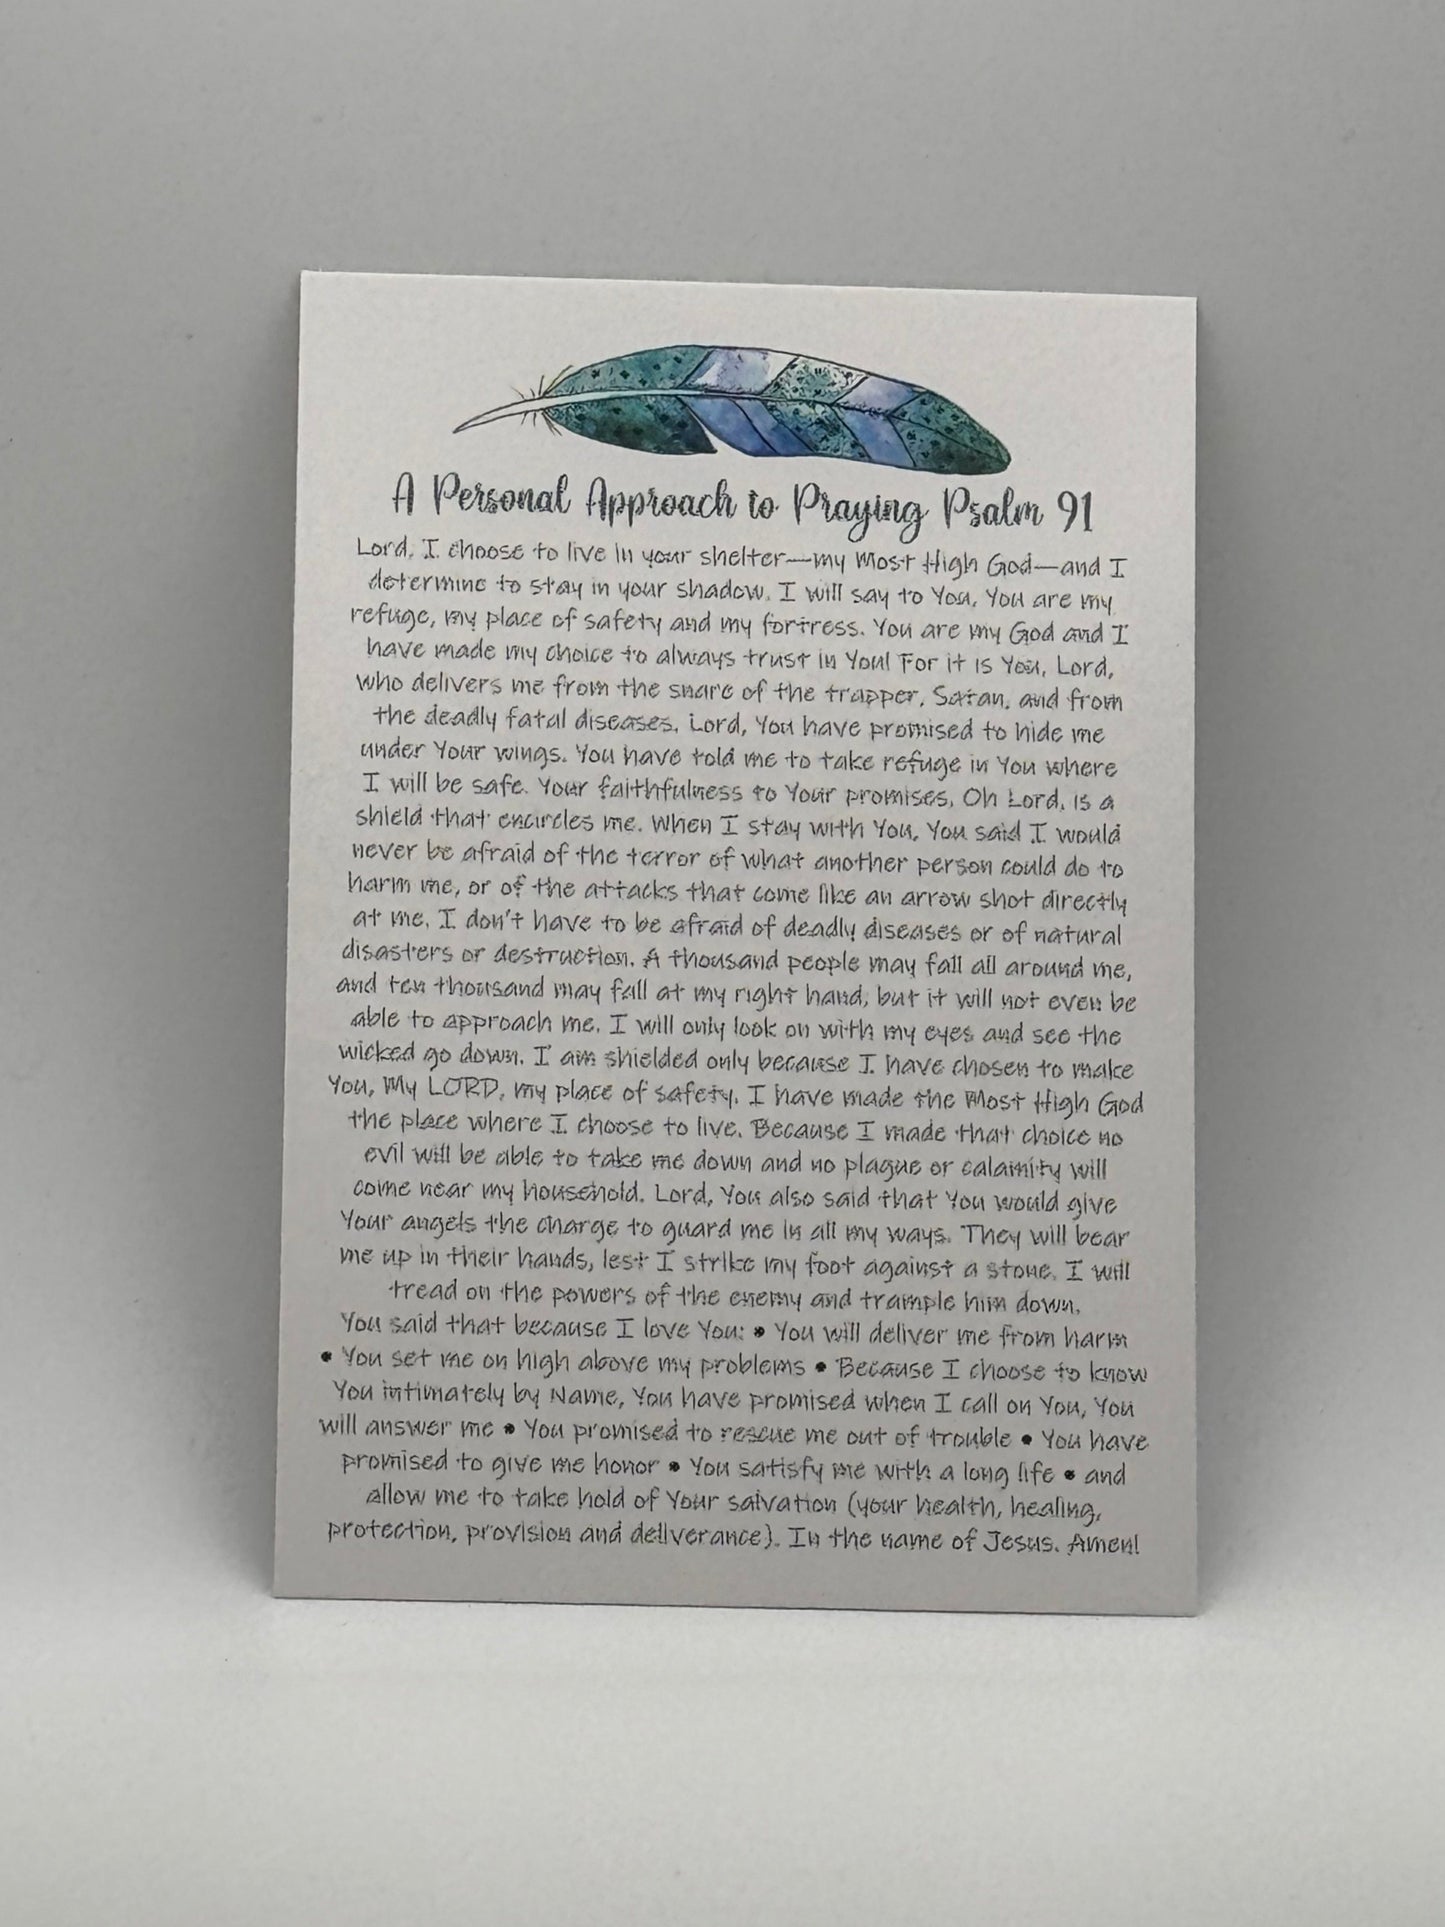 A Personal Approach to Praying Psalm 91
Lord, I choose to live in your shelter—my Most High God—and I
determine to stay in your shadow. I will say to You, You are my
refuge, my place of safety and my fortress. You are my God and I
have made my choice to always trust in You! For it is You, Lord,
who delivers me from the snare of the trapper, Satan, and from
the deadly fatal diseases. Lord, You have promised to hide me
under Your wings. You have told me to take refuge in You where
I will be safe. Your faithfulness to Your promises, Oh Lord, is a
shield that encircles me. When I stay with You, You said I would
never be afraid of the terror of what another person could do to
harm me, or of the attacks that come like an arrow shot directly
at me. I don't have to be afraid of deadly diseases or of natural
disasters or destruction. A thousand people may fall all around me,
and ten thousand may fall at my right hand, but it will not even be
able to approach me. I will only look on with my eyes and see the
wicked go down. I am shielded only because I have chosen to make
You, My LORD, my place of safety. I have made the Most High God
the place where I choose to live. Because I made that choice no
evil will be able to take me down and no plague or calamity will
come near my household. Lord, You also said that You would give
Your angels the charge to guard me in all my ways. They will bear
me up in their hands, lest I strike my foot against a stone. I will
tread on the powers of the enemy and trample him down.
You said that because I love You: • You will deliver me from harm
• You set me on high above my problems • Because I choose to know
You intimately by Name, You have promised when I call on You, You
will answer me • You promised to rescue me out of trouble • You have
promised to give me honor • You satisfy me with a long life • and
allow me to take hold of Your salvation (your health, healing,
protection, provision and deliverance). In the name of Jesus. Amen!